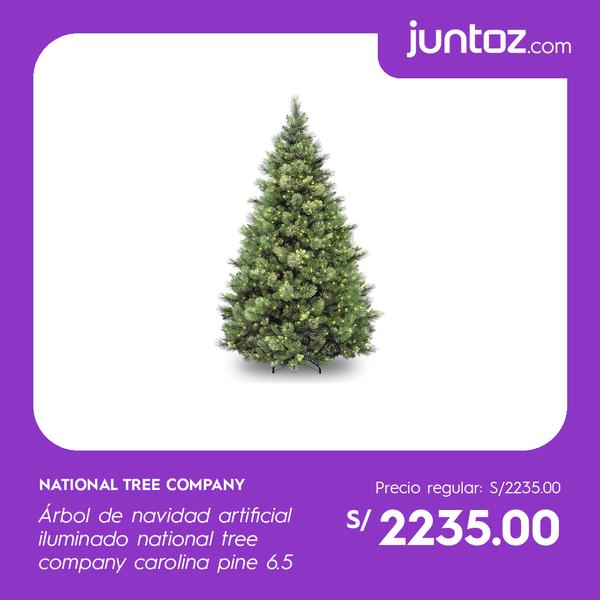 juntoz.com
NATIONAL TREE COMPANY
Árbol de navidad artificial
iluminado national tree
company carolina pine 6.5
Precio regular: S/2235.00
S/ 2235.00